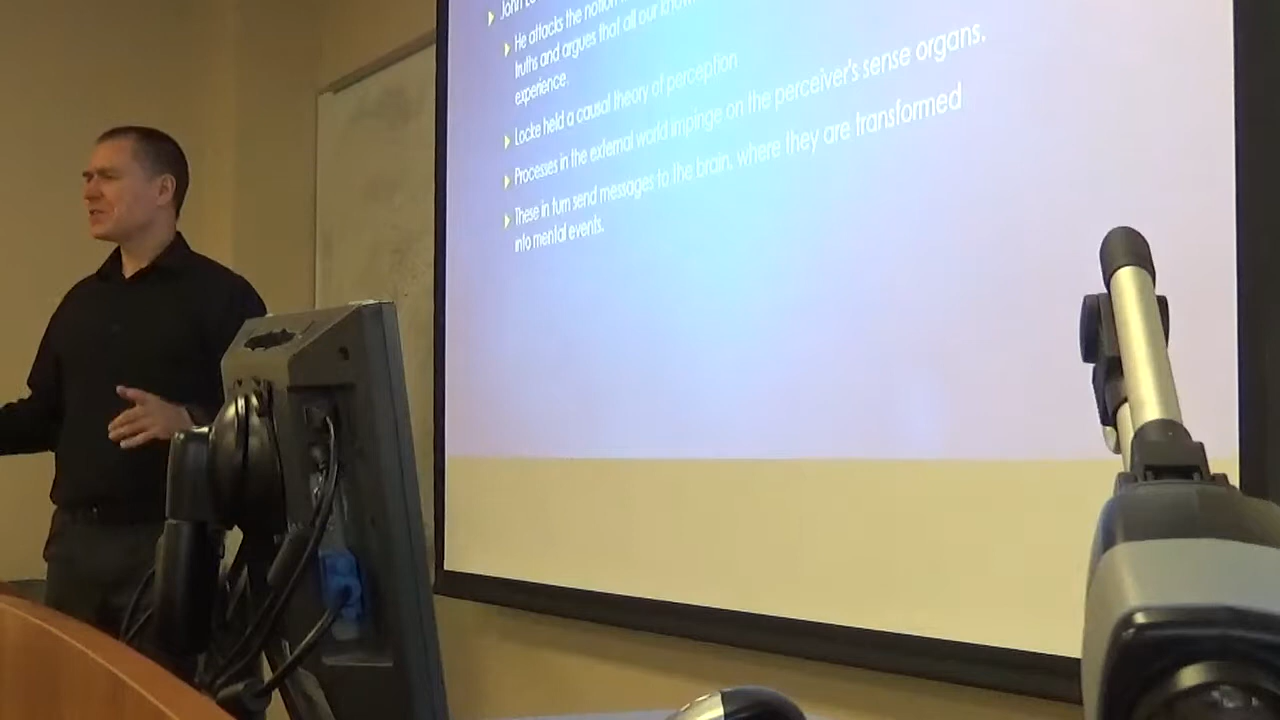 John
He attacks the notion
truths and argues that all our
experience.
Locke held a causal theory of perception
Processes in the external world impinge on the perceiver's sense organs.
These in turn send messages to the brain, where they are transformed
into mental events.